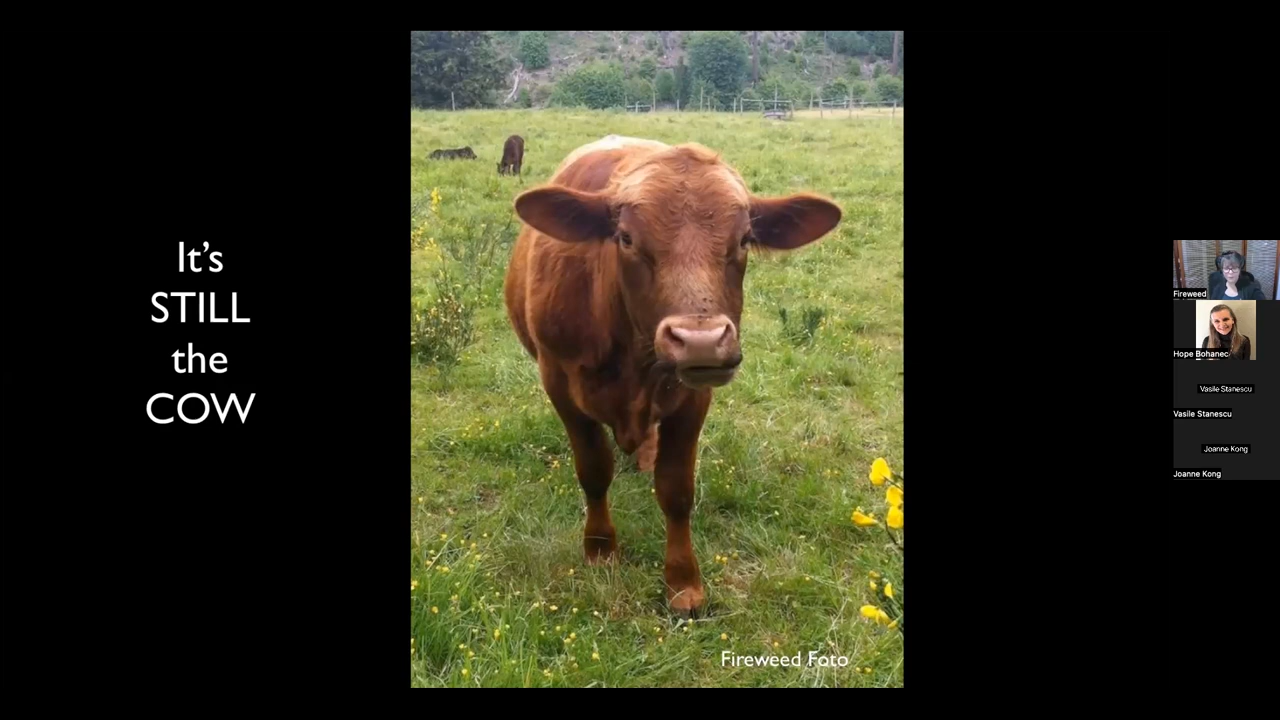 It's
STILL
the
COW
Fireweed Foto
Fireweed
Hope Bohanec
Vasile Stanescu
Vasile Stanescu
Joanne Kong
Joanne Kong